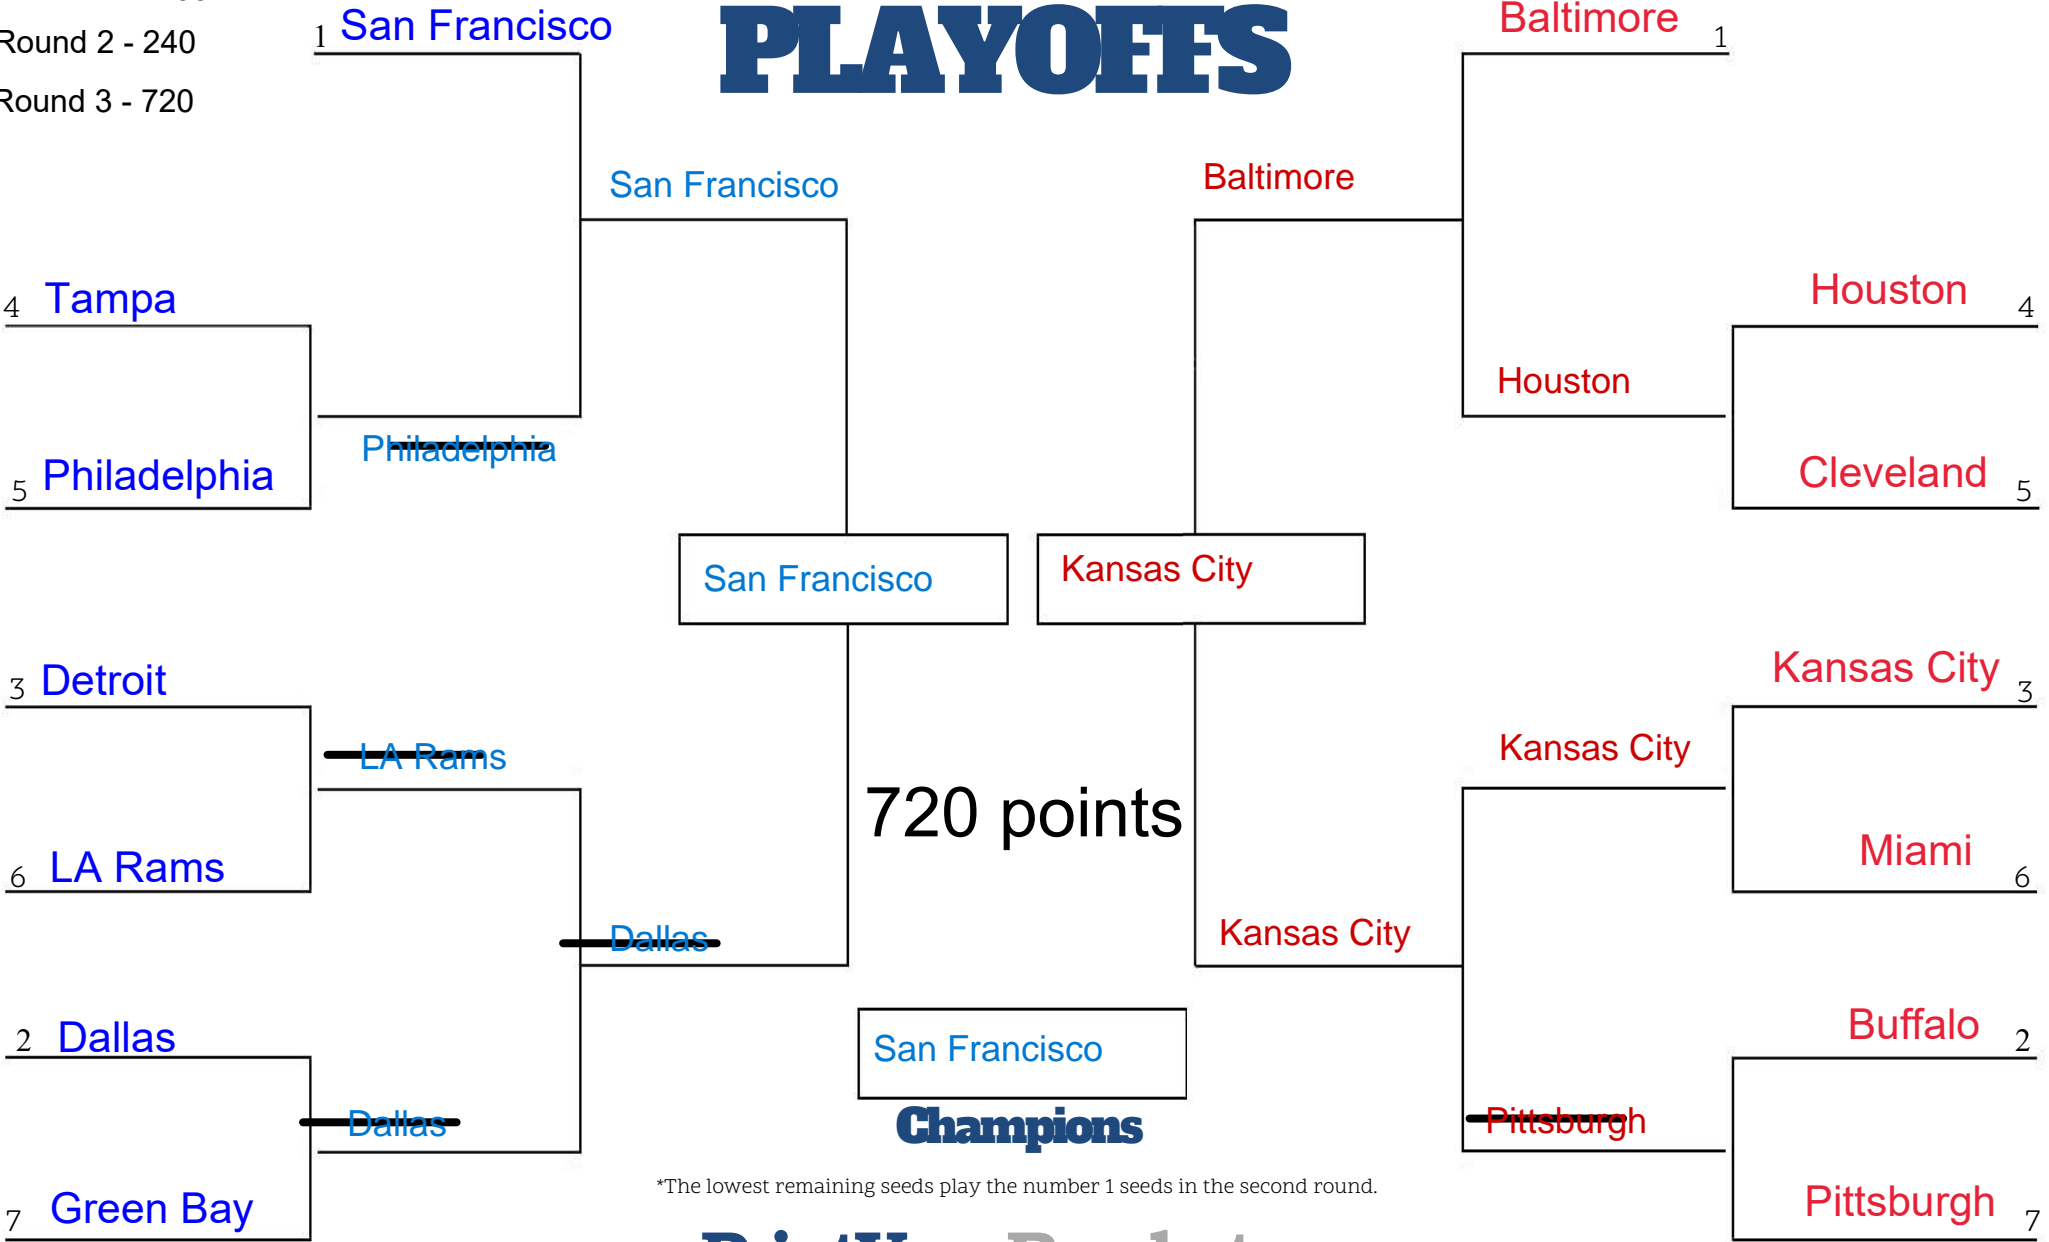 Round 2 - 240
Round 3 - 720
PLAYOFFS
1 San Francisco
Baltimore 1
San Francisco
Baltimore
4 Tampa
Houston 4
Houston
Philadelphia
5 Philadelphia
Cleveland 5
San Francisco
Kansas City
3 Detroit
Kansas City 3
LA Rams
Kansas City
720 points
6 LA Rams
Miami 6
Dallas
Kansas City
2 Dallas
Buffalo 2
San Francisco
Dallas
Champions
Pittsburgh
*The lowest remaining seeds play the number 1 seeds in the second round.
7 Green Bay
Pittsburgh 7